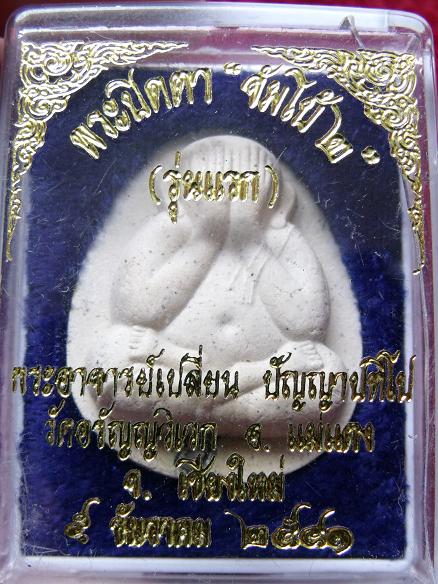 พระปิดตา "จัมโบ้ ๒"
(รุ่นแรก)
พระอาจารย์เปลี่ยน ปัญญาปทีโป
วัดอรัญญวิเวก อ. แม่แตง
จ. เชียงใหม่
๕ ธันวาคม ๒๕๔๑